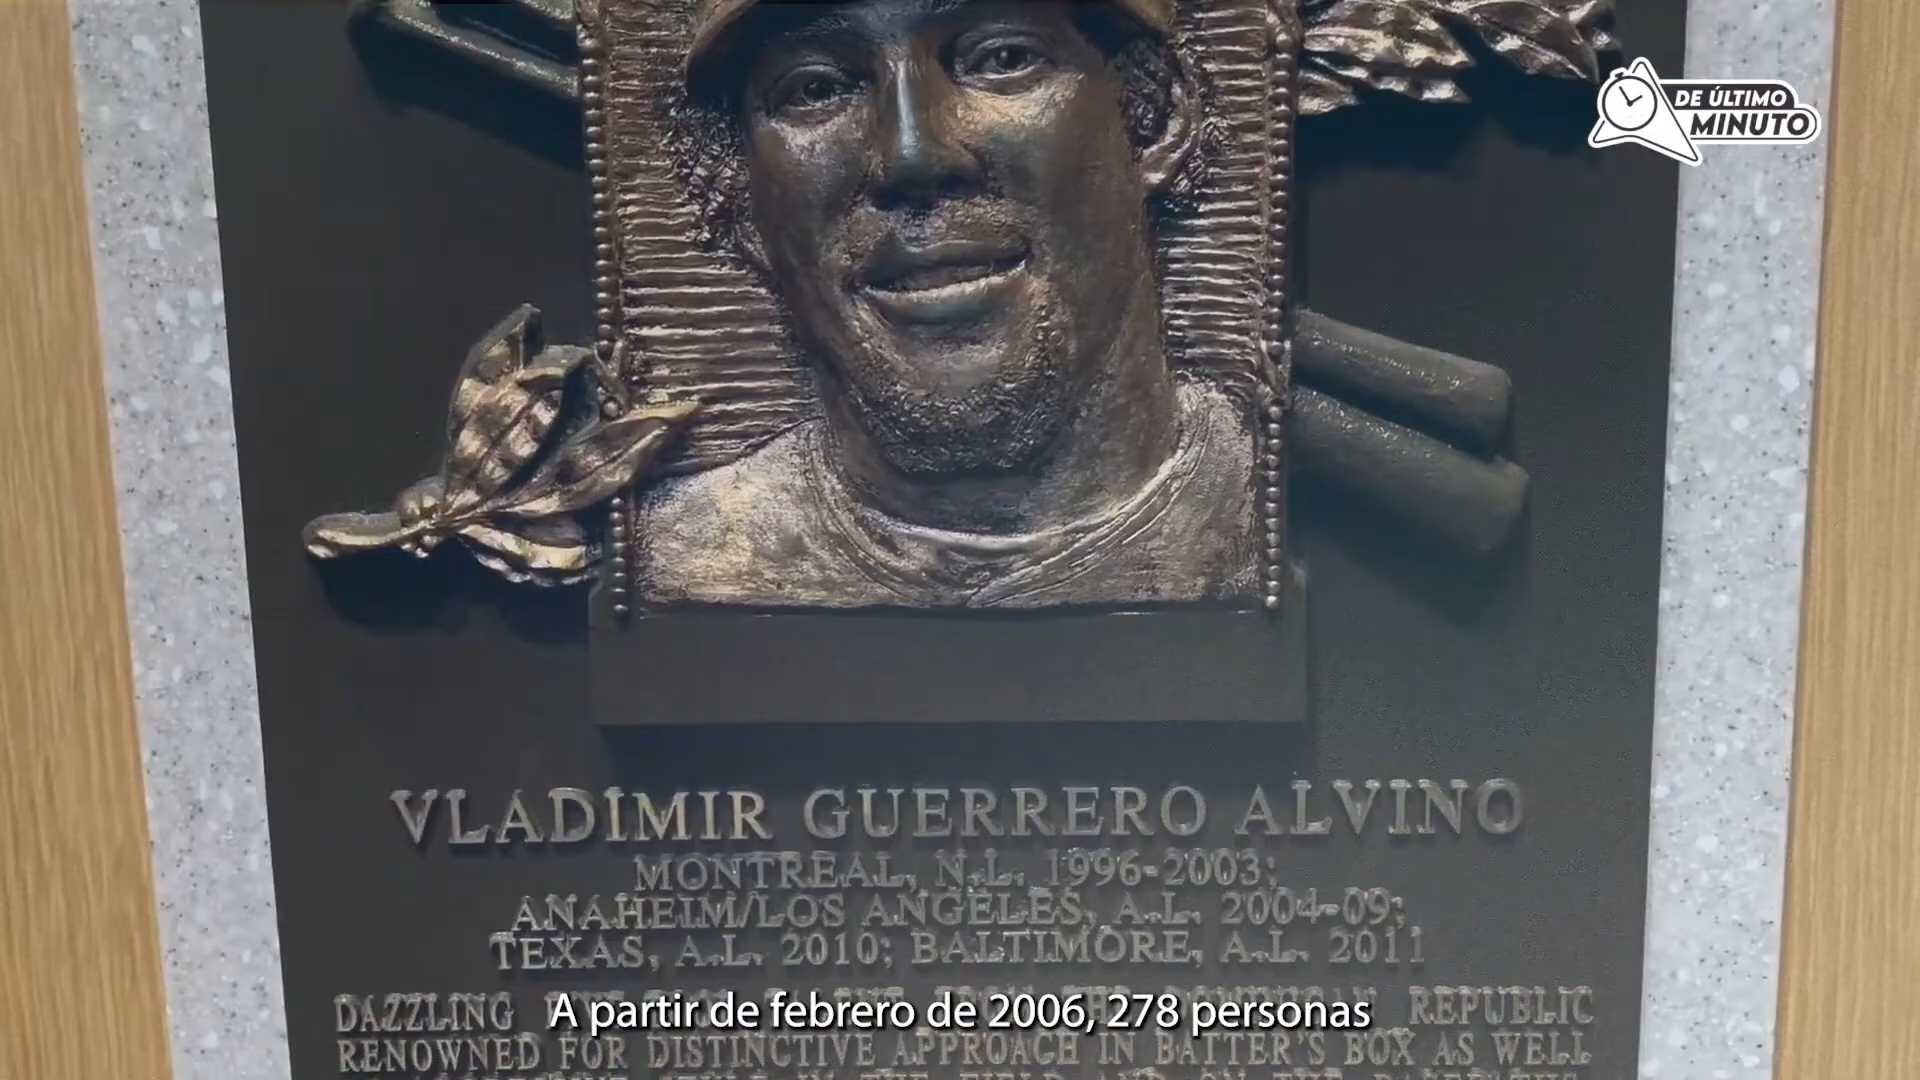 DE ÚLTIMO
MINUTO
VLADIMIR GUERRERO ALVINO
MONTREAL, N.L. 1996-2003;
ANAHEIM/LOS ANGELES, A.L. 2004-09;
TEXAS, A.L. 2010; BALTIMORE, A.L. 2011
DAZZLING REPUBLIC
A partir de febrero de 2006, 278 personas
RENOWNED FOR DISTINCTIVE APPROACH IN BATTER'S BOX AS WELL